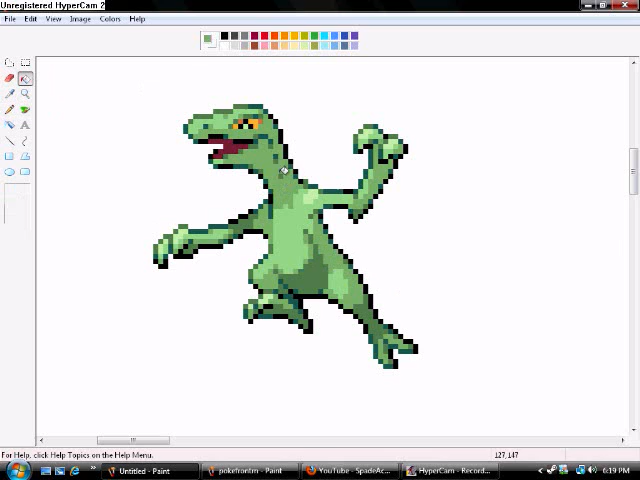 Unregistered HyperCam 2
File Edit View Image Colors Help
For Help, click Help Topics on the Help Menu.
127,147
Untitled - Paint
pokefrontm - Paint
YouTube - SpadeAc...
HyperCam - Record...
6:19 PM